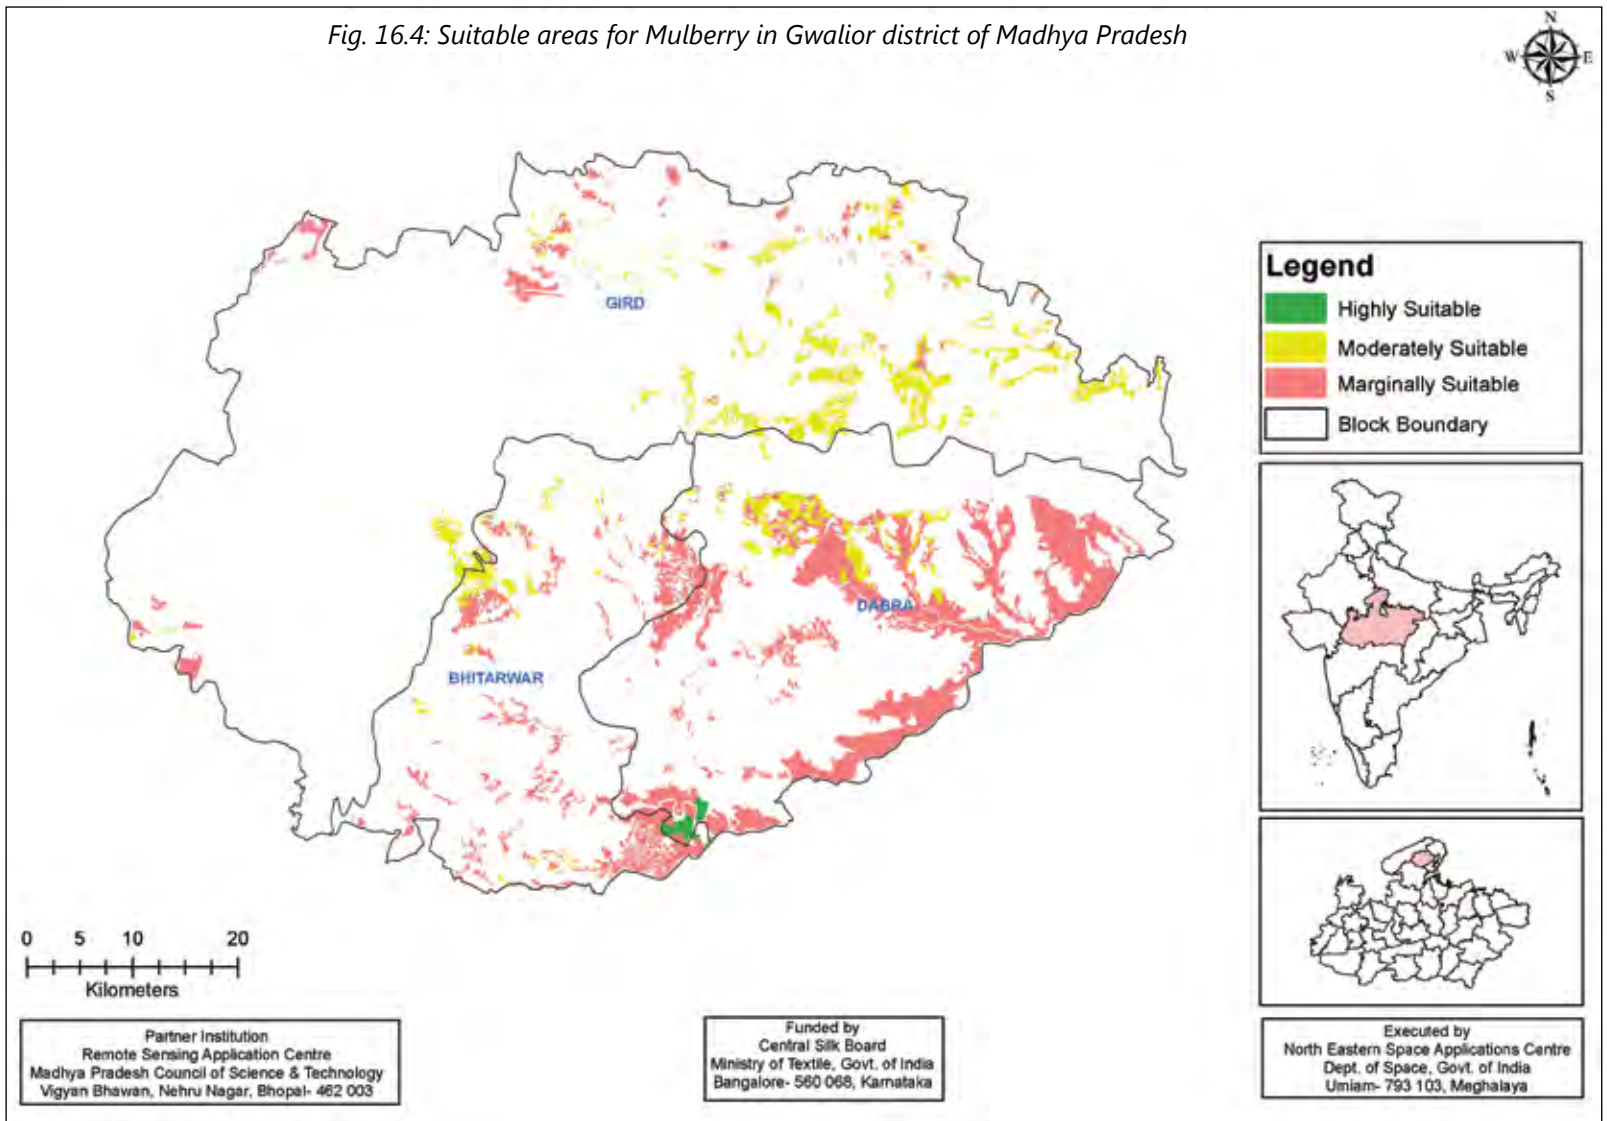 Fig. 16.4: Suitable areas for Mulberry in Gwalior district of Madhya Pradesh
N
W E
S
GIRD
BHITARWAR
DABRA
Legend
Highly Suitable
Moderately Suitable
Marginally Suitable
Block Boundary
0 5 10 20
Kilometers
Partner Institution
Remote Sensing Application Centre
Madhya Pradesh Council of Science & Technology
Vigyan Bhawan, Nehru Nagar, Bhopal- 462 003
Funded by
Central Silk Board
Ministry of Textile, Govt. of India
Bangalore- 560 068, Karnataka
Executed by
North Eastern Space Applications Centre
Dept. of Space, Govt. of India
Umiam- 793 103, Meghalaya